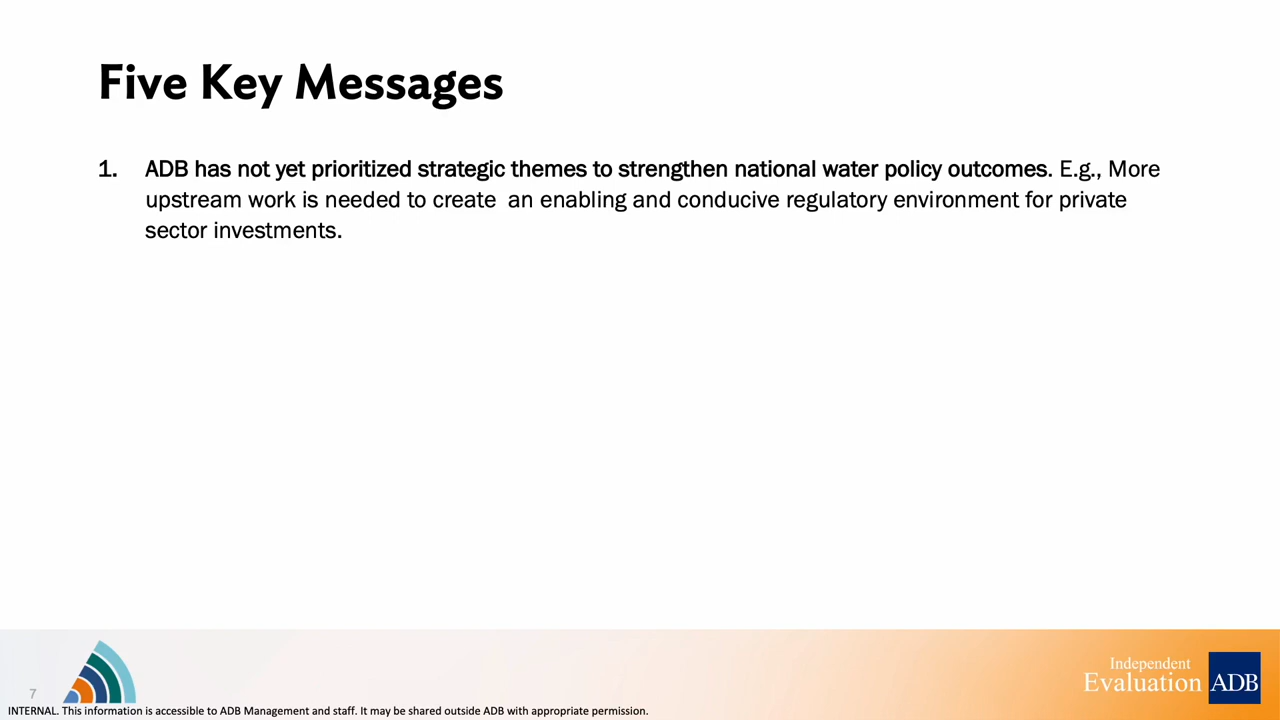 Five Key Messages
1. ADB has not yet prioritized strategic themes to strengthen national water policy outcomes. E.g., More
upstream work is needed to create  an enabling and conducive regulatory environment for private
sector investments.
Independent
Evaluation ADB
7
INTERNAL. This information is accessible to ADB Management and staff. It may be shared outside ADB with appropriate permission.